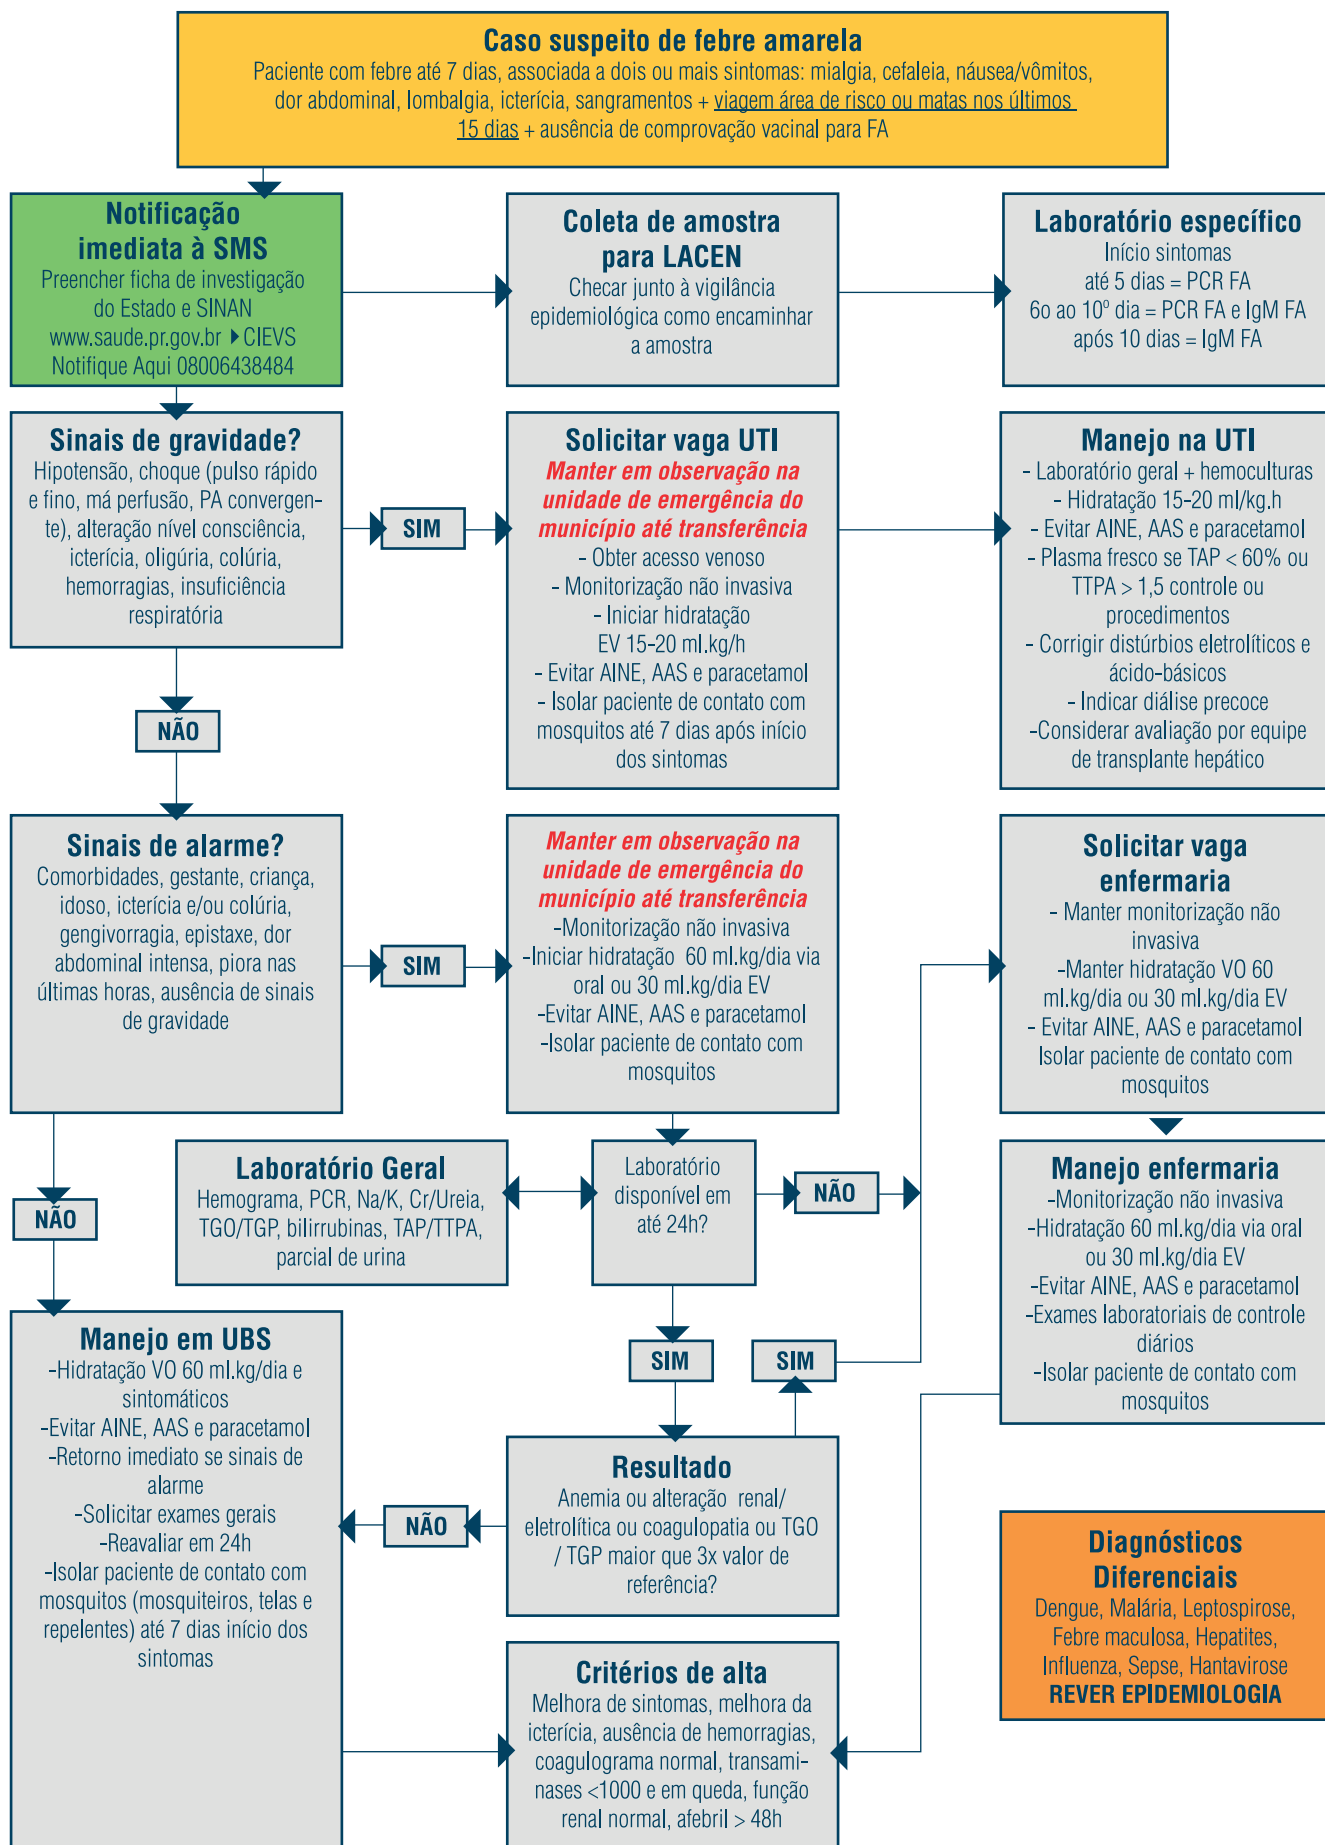 Caso suspeito de febre amarela
Paciente com febre até 7 dias, associada a dois ou mais sintomas: mialgia, cefaleia, náusea/vômitos,
dor abdominal, lombalgia, icterícia, sangramentos + viagem área de risco ou matas nos últimos
15 dias + ausência de comprovação vacinal para FA
Notificação
imediata à SMS
Preencher ficha de investigação
do Estado e SINAN
www.saude.pr.gov.br ▶ CIEVS
Notifique Aqui 08006438484
Coleta de amostra
para LACEN
Checar junto à vigilância
epidemiológica como encaminhar
a amostra
Laboratório específico
Início sintomas
até 5 dias = PCR FA
6o ao 10º dia = PCR FA e IgM FA
após 10 dias = IgM FA
Sinais de gravidade?
Hipotensão, choque (pulso rápido
e fino, má perfusão, PA convergen-
te), alteração nível consciência,
icterícia, oligúria, colúria,
hemorragias, insuficiência
respiratória
SIM
Solicitar vaga UTI
Manter em observação na
unidade de emergência do
município até transferência
- Obter acesso venoso
- Monitorização não invasiva
- Iniciar hidratação
EV 15-20 ml.kg/h
- Evitar AINE, AAS e paracetamol
- Isolar paciente de contato com
mosquitos até 7 dias após início
dos sintomas
Manejo na UTI
- Laboratório geral + hemoculturas
- Hidratação 15-20 ml/kg.h
- Evitar AINE, AAS e paracetamol
- Plasma fresco se TAP < 60% ou
TTPA > 1,5 controle ou
procedimentos
- Corrigir distúrbios eletrolíticos e
ácido-básicos
- Indicar diálise precoce
-Considerar avaliação por equipe
de transplante hepático
NÃO
Sinais de alarme?
Comorbidades, gestante, criança,
idoso, icterícia e/ou colúria,
gengivorragia, epistaxe, dor
abdominal intensa, piora nas
últimas horas, ausência de sinais
de gravidade
SIM
Manter em observação na
unidade de emergência do
município até transferência
-Monitorização não invasiva
-Iniciar hidratação 60 ml.kg/dia via
oral ou 30 ml.kg/dia EV
-Evitar AINE, AAS e paracetamol
-Isolar paciente de contato com
mosquitos
Solicitar vaga
enfermaria
- Manter monitorização não
invasiva
-Manter hidratação VO 60
ml.kg/dia ou 30 ml.kg/dia EV
- Evitar AINE, AAS e paracetamol
Isolar paciente de contato com
mosquitos
NÃO
Laboratório Geral
Hemograma, PCR, Na/K, Cr/Ureia,
TGO/TGP, bilirrubinas, TAP/TTPA,
parcial de urina
Laboratório
disponível em
até 24h?
NÃO
Manejo enfermaria
-Monitorização não invasiva
-Hidratação 60 ml.kg/dia via oral
ou 30 ml.kg/dia EV
-Evitar AINE, AAS e paracetamol
-Exames laboratoriais de controle
diários
-Isolar paciente de contato com
mosquitos
SIM
SIM
Manejo em UBS
-Hidratação VO 60 ml.kg/dia e
sintomáticos
-Evitar AINE, AAS e paracetamol
-Retorno imediato se sinais de
alarme
-Solicitar exames gerais
-Reavaliar em 24h
-Isolar paciente de contato com
mosquitos (mosquiteiros, telas e
repelentes) até 7 dias início dos
sintomas
NÃO
Resultado
Anemia ou alteração renal/
eletrolítica ou coagulopatia ou TGO
/ TGP maior que 3x valor de
referência?
Diagnósticos
Diferenciais
Dengue, Malária, Leptospirose,
Febre maculosa, Hepatites,
Influenza, Sepse, Hantavirose
REVER EPIDEMIOLOGIA
Critérios de alta
Melhora de sintomas, melhora da
icterícia, ausência de hemorragias,
coagulograma normal, transami-
nases <1000 e em queda, função
renal normal, afebril > 48h